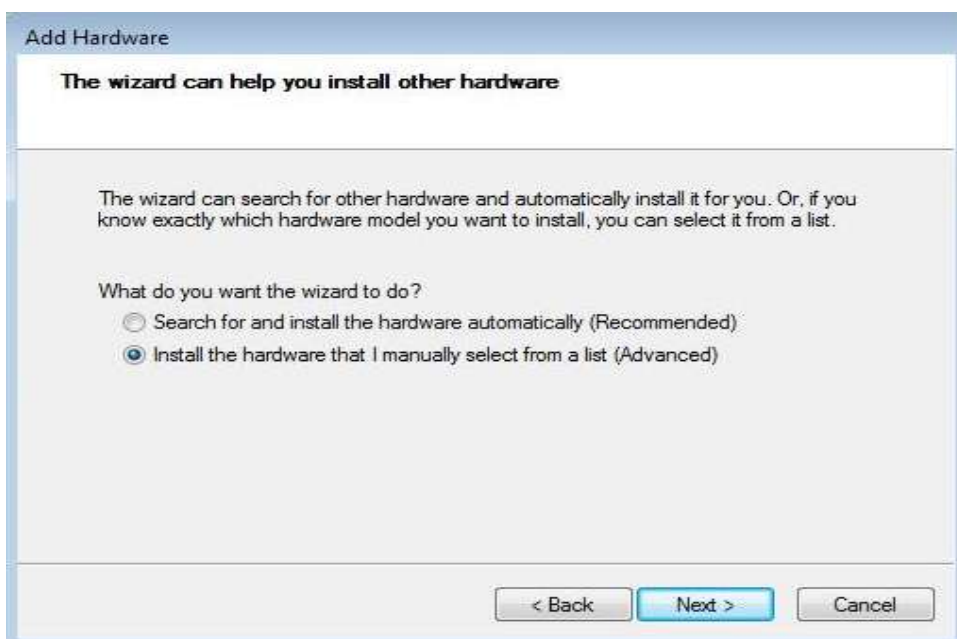 Add Hardware
The wizard can help you install other hardware
The wizard can search for other hardware and automatically install it for you. Or, if you
know exactly which hardware model you want to install, you can select it from a list.
What do you want the wizard to do?
Search for and install the hardware automatically (Recommended)
Install the hardware that I manually select from a list (Advanced)
< Back Next > Cancel